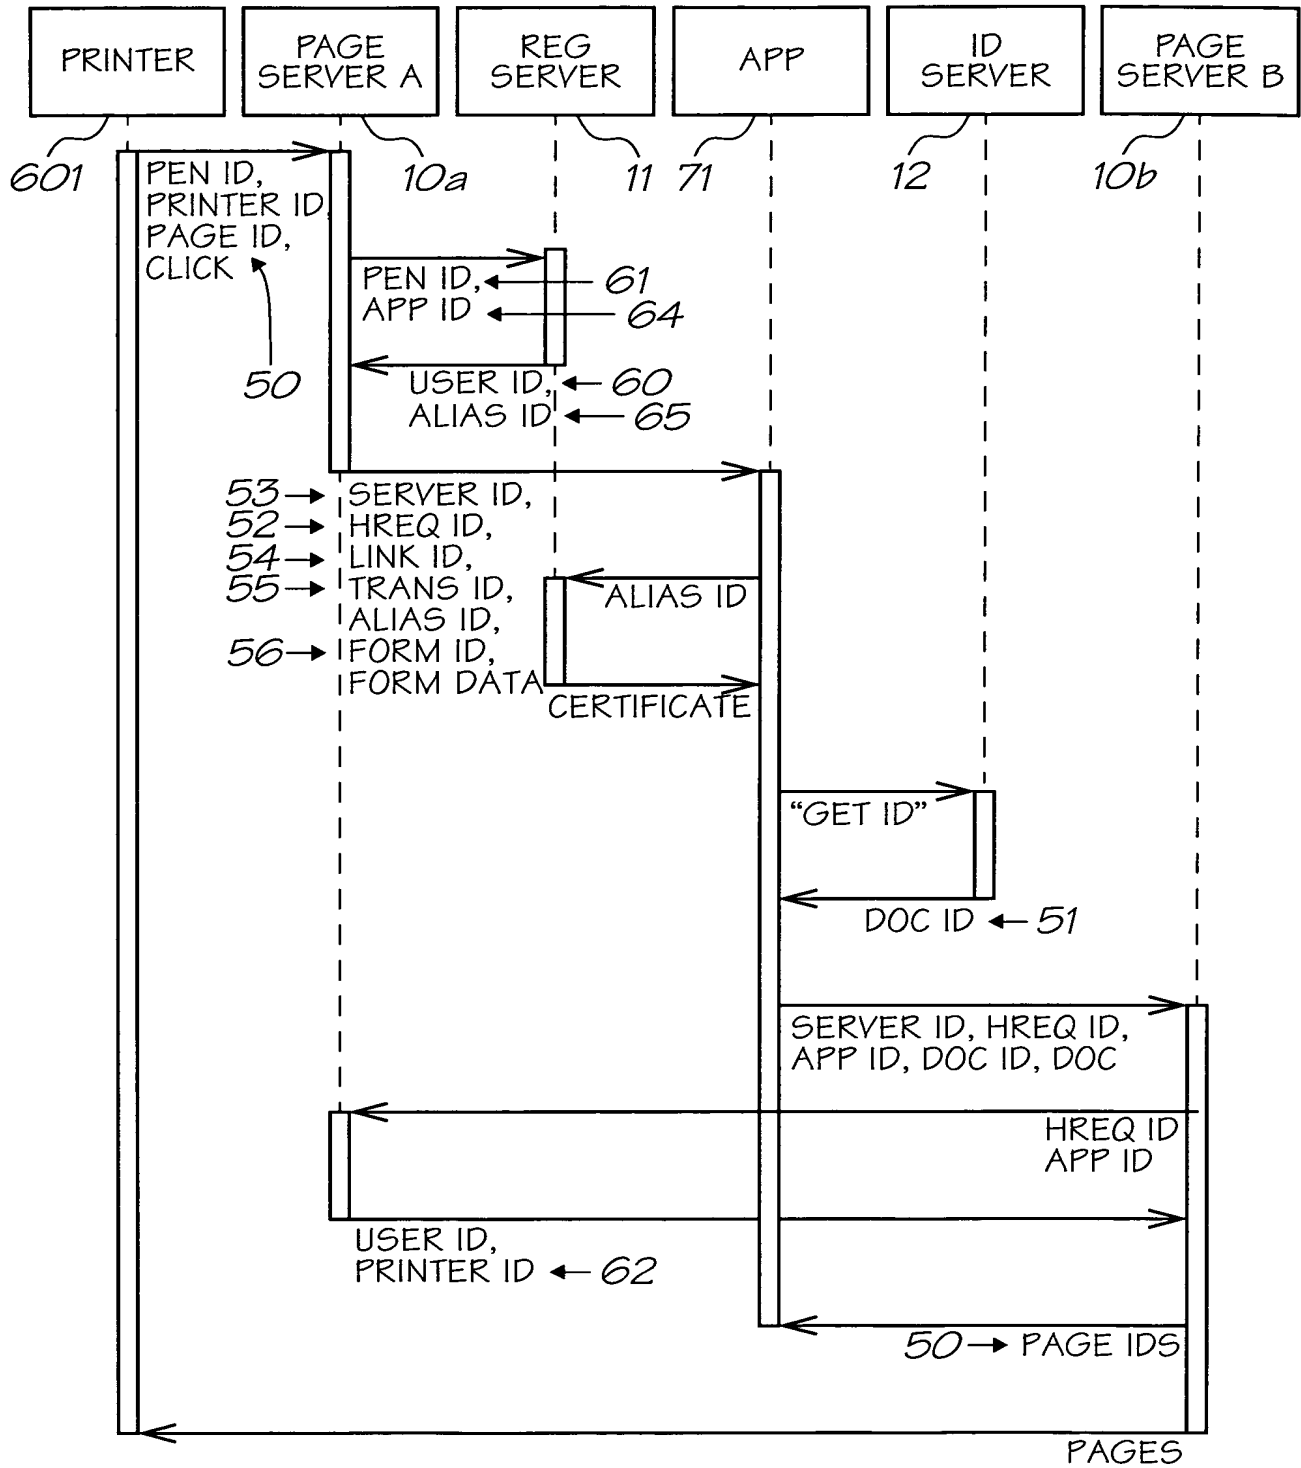 PRINTER
PAGE
SERVER A
REG
SERVER
APP
ID
SERVER
PAGE
SERVER B
601
10a
11
71
12
10b
PEN ID,
PRINTER ID
PAGE ID,
CLICK
50
PEN ID,
61
APP ID
64
USER ID,
60
ALIAS ID
65
53
SERVER ID,
52
HREQ ID,
54
LINK ID,
55
TRANS ID,
ALIAS ID,
56
FORM ID,
FORM DATA
ALIAS ID
CERTIFICATE
"GET ID"
DOC ID
51
SERVER ID, HREQ ID,
APP ID, DOC ID, DOC
HREQ ID
APP ID
USER ID,
PRINTER ID
62
50
PAGE IDS
PAGES